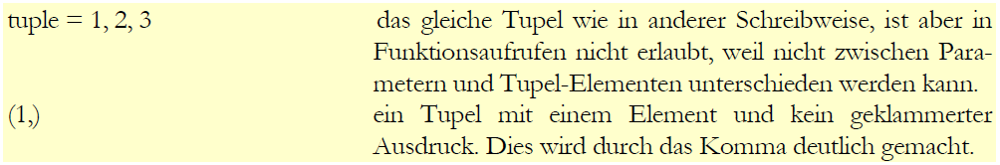 tuple = 1, 2, 3 das gleiche Tupel wie in anderer Schreibweise, ist aber in
Funktionsaufrufen nicht erlaubt, weil nicht zwischen Para-
metern und Tupel-Elementen unterschieden werden kann.
(1,) ein Tupel mit einem Element und kein geklammerter
Ausdruck. Dies wird durch das Komma deutlich gemacht.